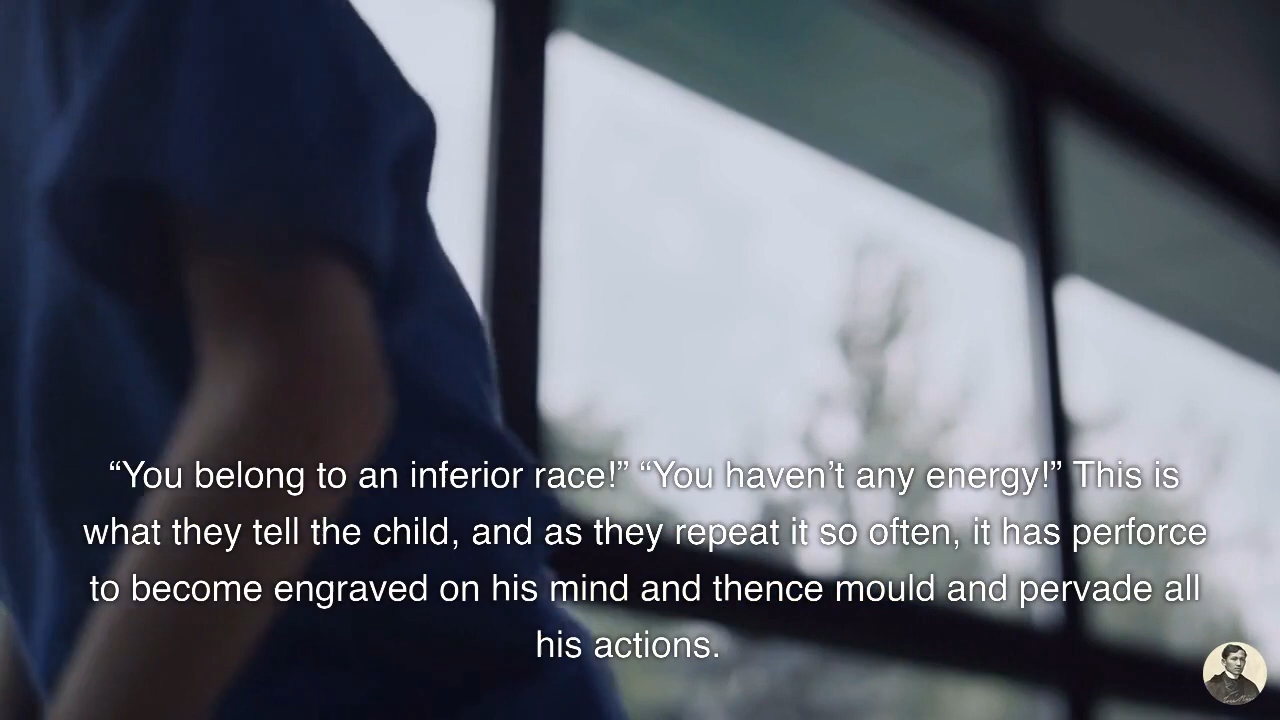 “You belong to an inferior race!” “You haven’t any energy!” This is
what they tell the child, and as they repeat it so often, it has perforce
to become engraved on his mind and thence mould and pervade all
his actions.